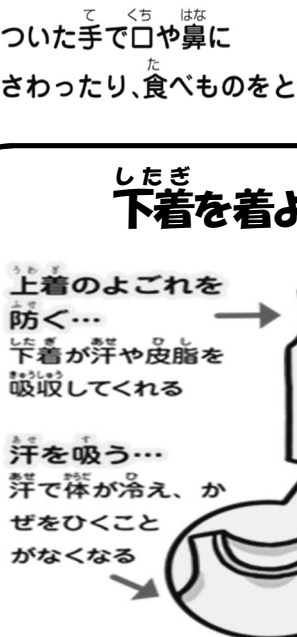 ついた手で口や鼻に
さわったり、食べものをと
下着を着よ
上着のよごれを
防ぐ…
下着が汗や皮脂を
吸収してくれる
汗を吸う…
汗で体が冷え、か
ぜをひくこと
がなくなる